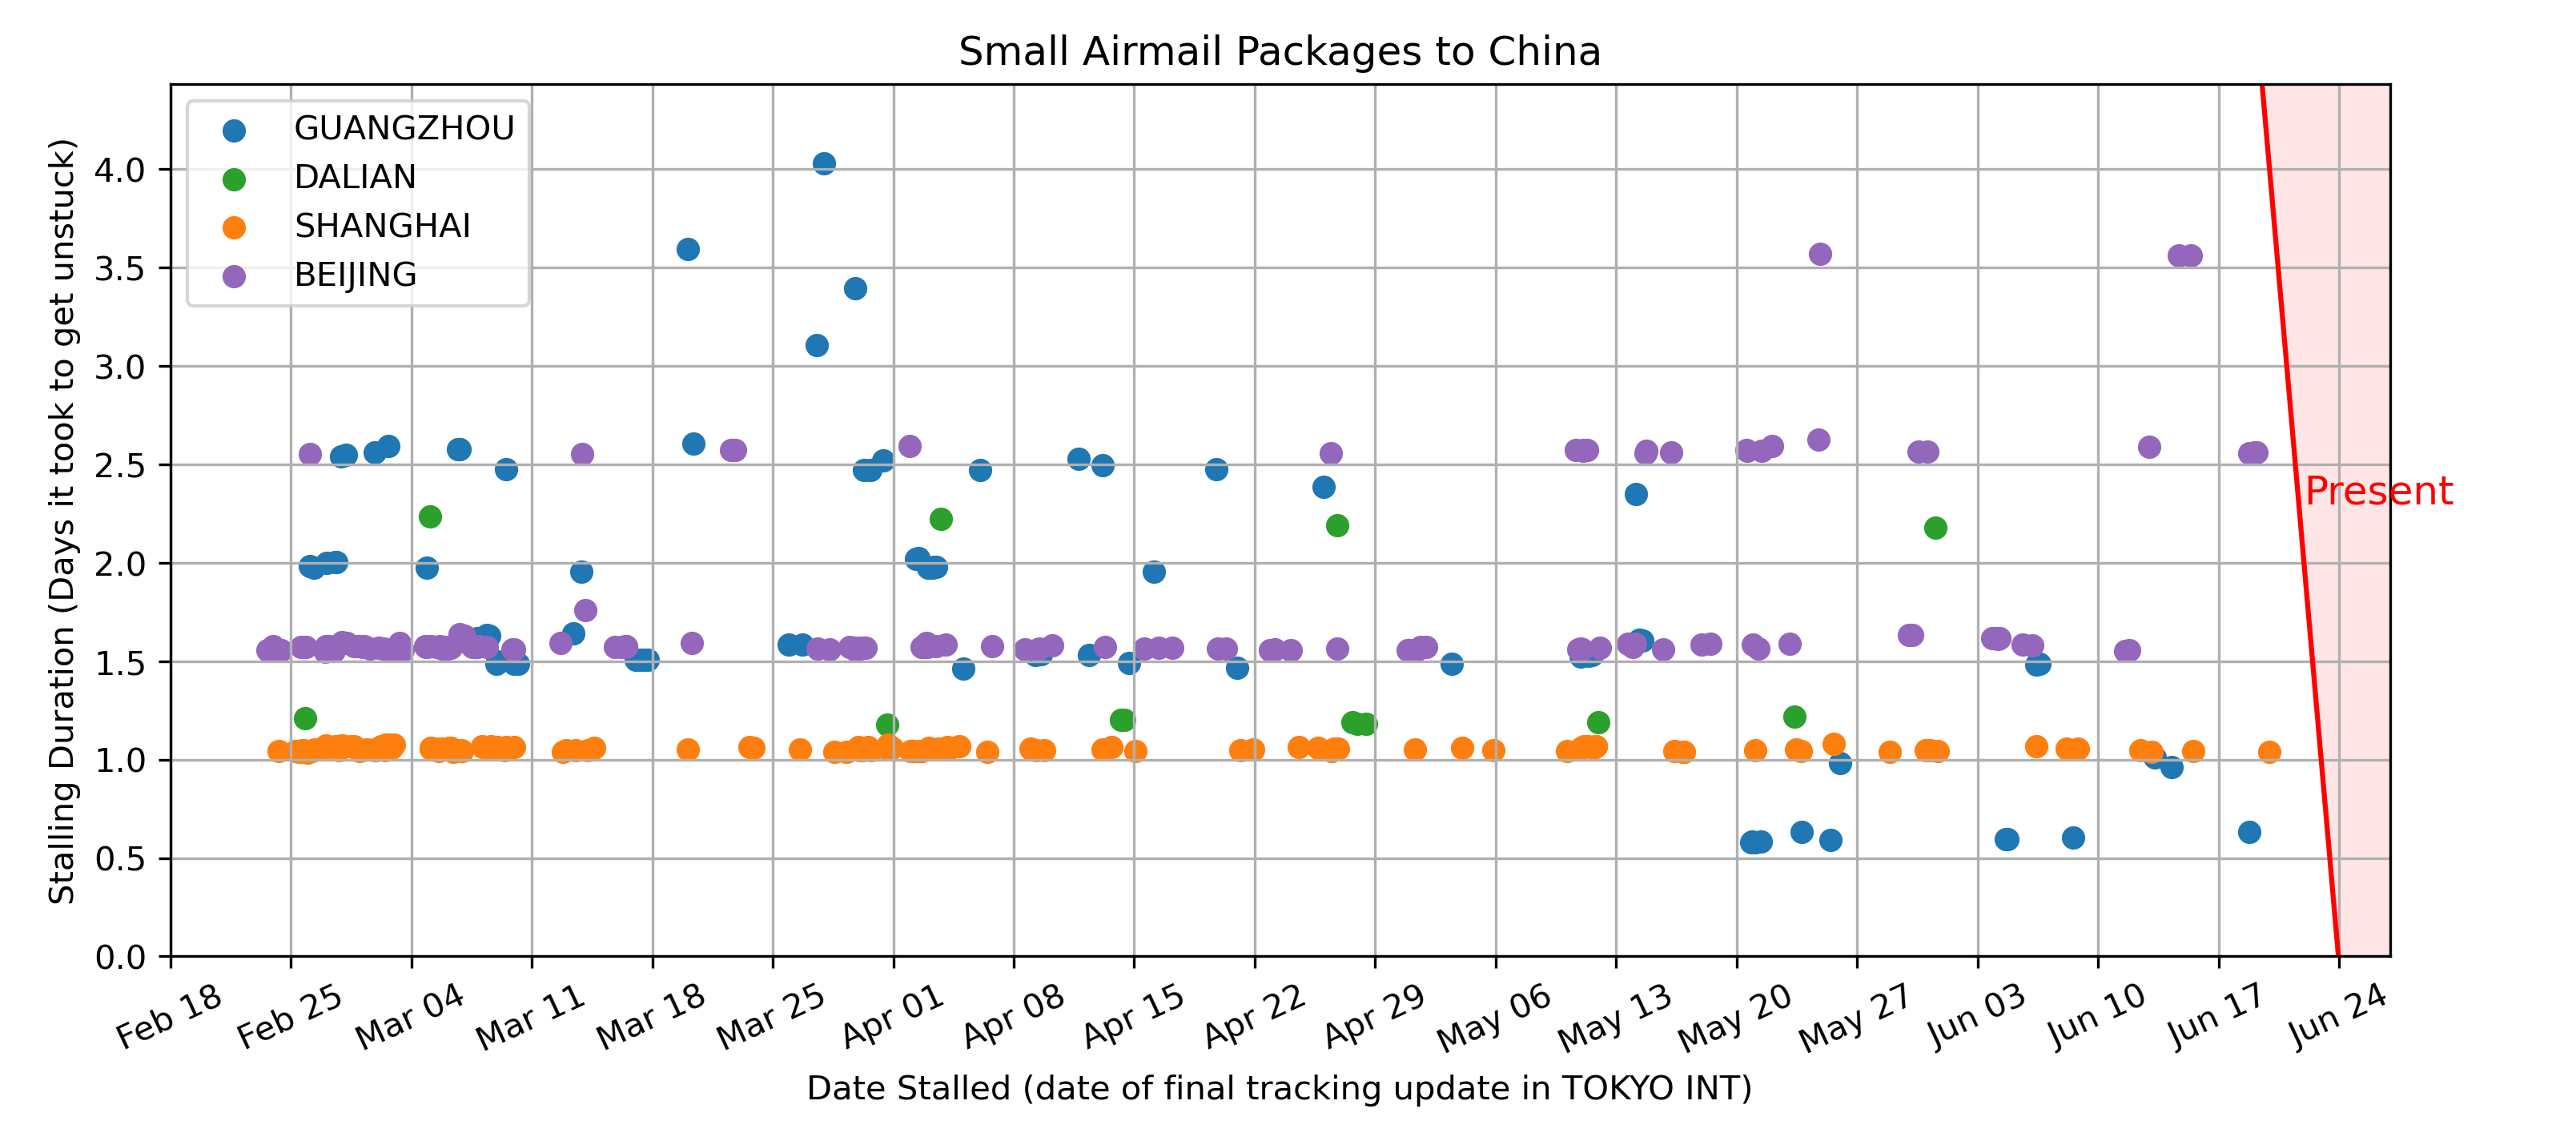 Small Airmail Packages to China
GUANGZHOU
DALIAN
SHANGHAI
BEIJING
Stalling Duration (Days it took to get unstuck)
4.0
3.5
3.0
2.5
2.0
1.5
1.0
0.5
0.0
Present
Feb 18
Feb 25
Mar 04
Mar 11
Mar 18
Mar 25
Apr 01
Apr 08
Apr 15
Apr 22
Apr 29
May 06
May 13
May 20
May 27
Jun 03
Jun 10
Jun 17
Jun 24
Date Stalled (date of final tracking update in TOKYO INT)